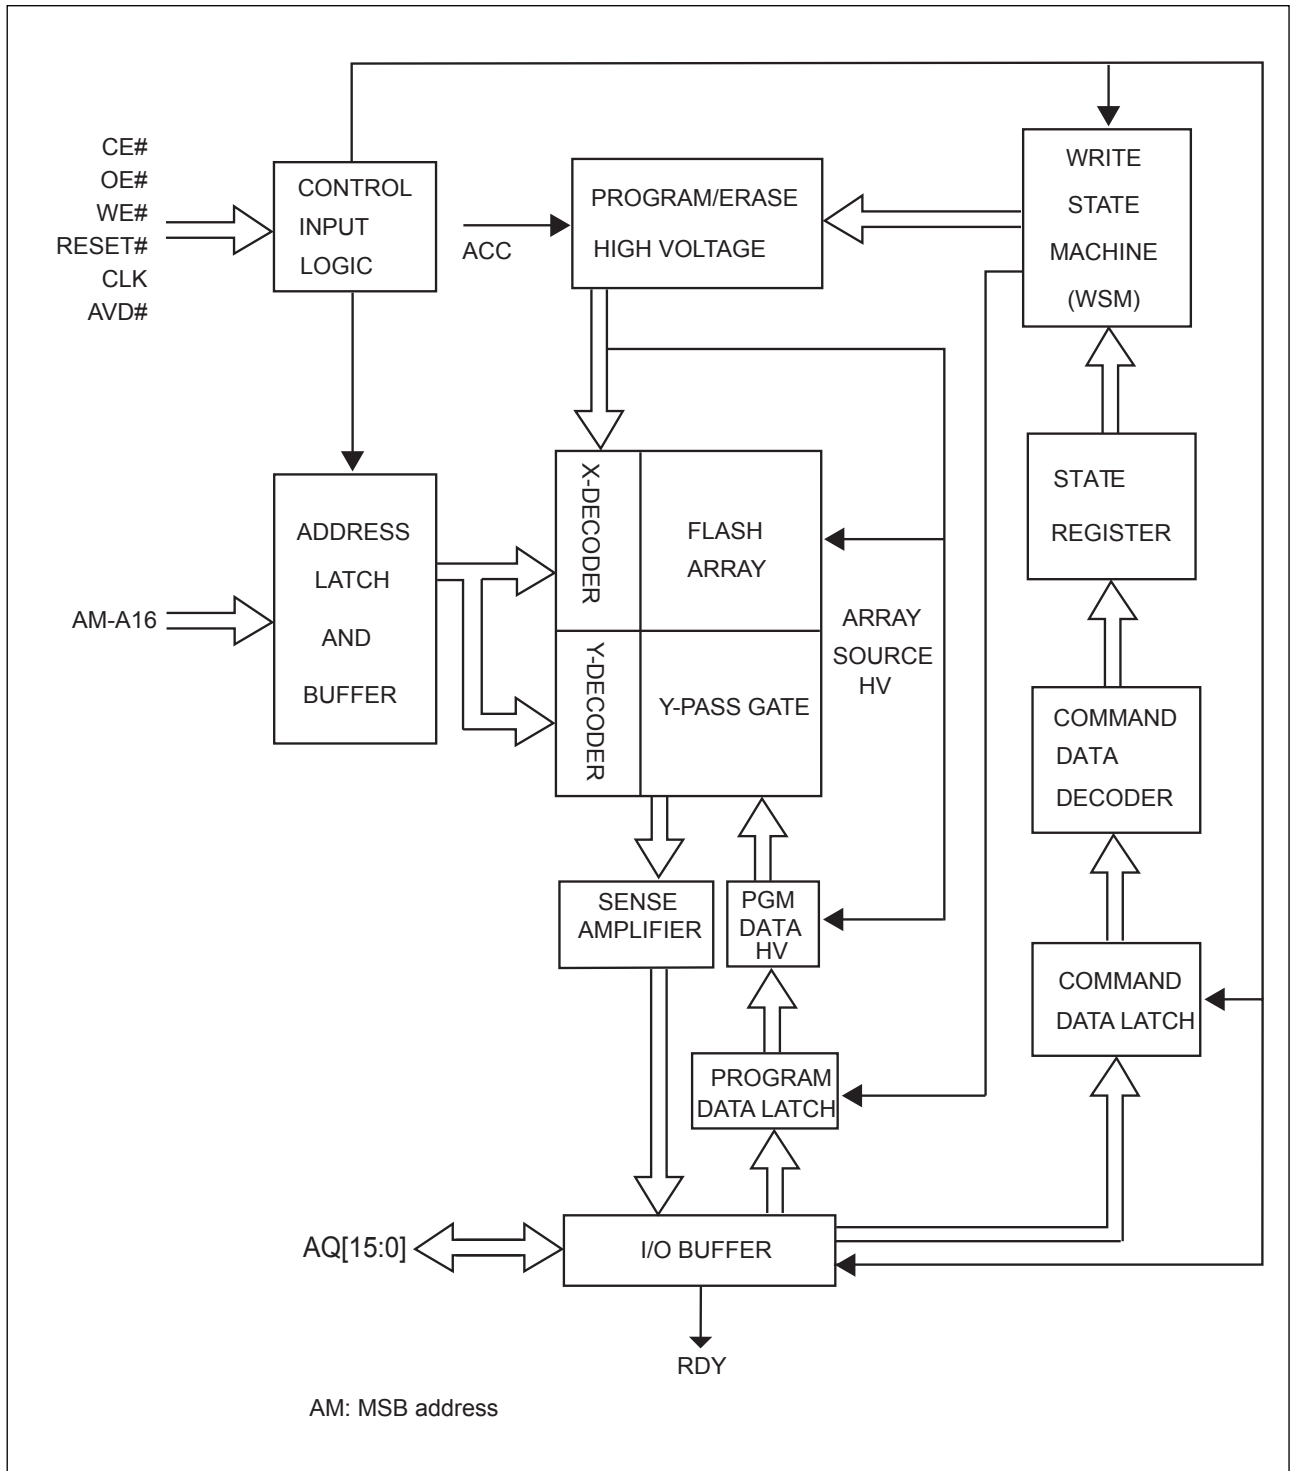 CE#
OE#
WE#
RESET#
CLK
AVD#
CONTROL
INPUT
LOGIC
ACC
PROGRAM/ERASE
HIGH VOLTAGE
WRITE
STATE
MACHINE
(WSM)
STATE
REGISTER
AM-A16
ADDRESS
LATCH
AND
BUFFER
X-DECODER
FLASH
ARRAY
Y-DECODER
Y-PASS GATE
ARRAY
SOURCE
HV
COMMAND
DATA
DECODER
SENSE
AMPLIFIER
PGM
DATA
HV
COMMAND
DATA LATCH
PROGRAM
DATA LATCH
AQ[15:0]
I/O BUFFER
RDY
AM: MSB address